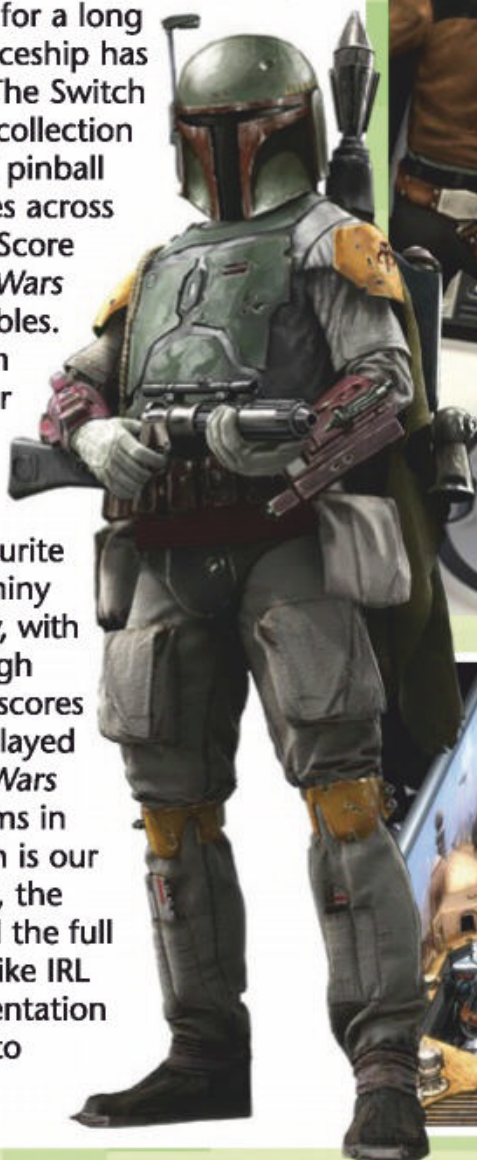 for a long
ceship has
The Switch
collection
pinball
es across
Score
Wars
bles.
n
r
urite
hiny
, with
gh
scores
layed
Wars
ms in
n is our
, the
l the full
ike IRL
entation
to